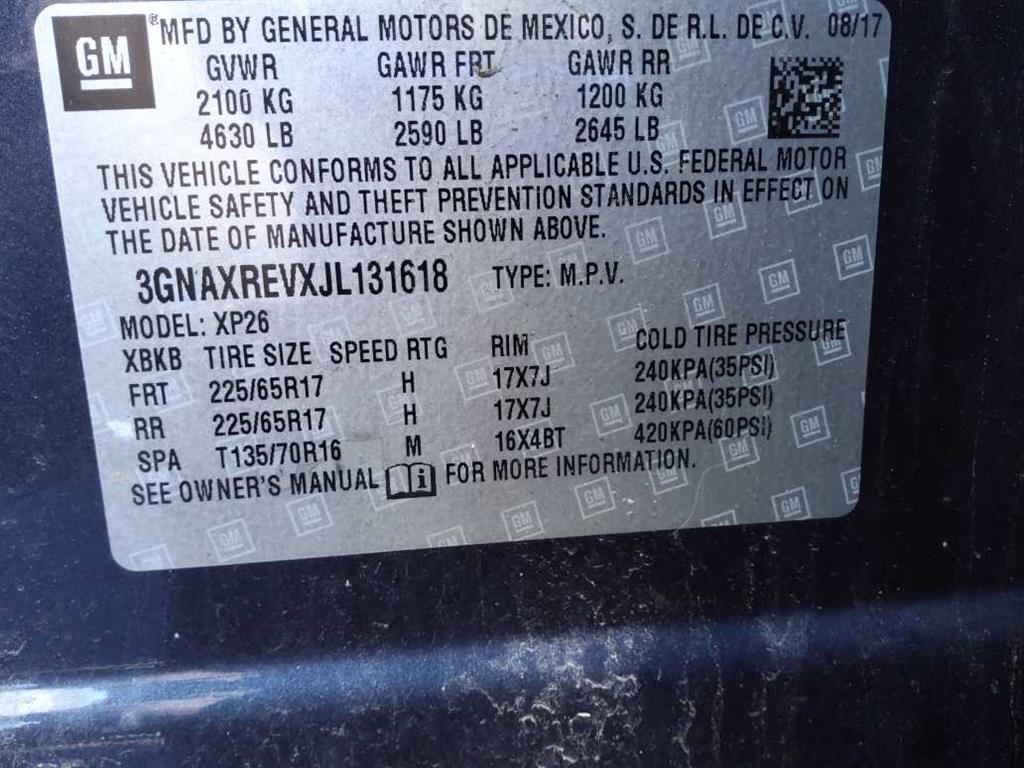 GM ® MFD BY GENERAL MOTORS DE MEXICO, S. DE R.L. DE C.V. 08/17
GVWR GAWR FRT GAWR RR
2100 KG 1175 KG 1200 KG
4630 LB 2590 LB 2645 LB
THIS VEHICLE CONFORMS TO ALL APPLICABLE U.S. FEDERAL MOTOR
VEHICLE SAFETY AND THEFT PREVENTION STANDARDS IN EFFECT ON
THE DATE OF MANUFACTURE SHOWN ABOVE.
3GNAXREVXJL131618 TYPE: M.P.V.
MODEL: XP26
XBKB TIRE SIZE SPEED RTG RIM COLD TIRE PRESSURE
FRT 225/65R17 H 17X7J 240KPA(35PSI)
RR 225/65R17 H 17X7J 240KPA(35PSI)
SPA T135/70R16 M 16X4BT 420KPA(60PSI)
SEE OWNER'S MANUAL i FOR MORE INFORMATION.